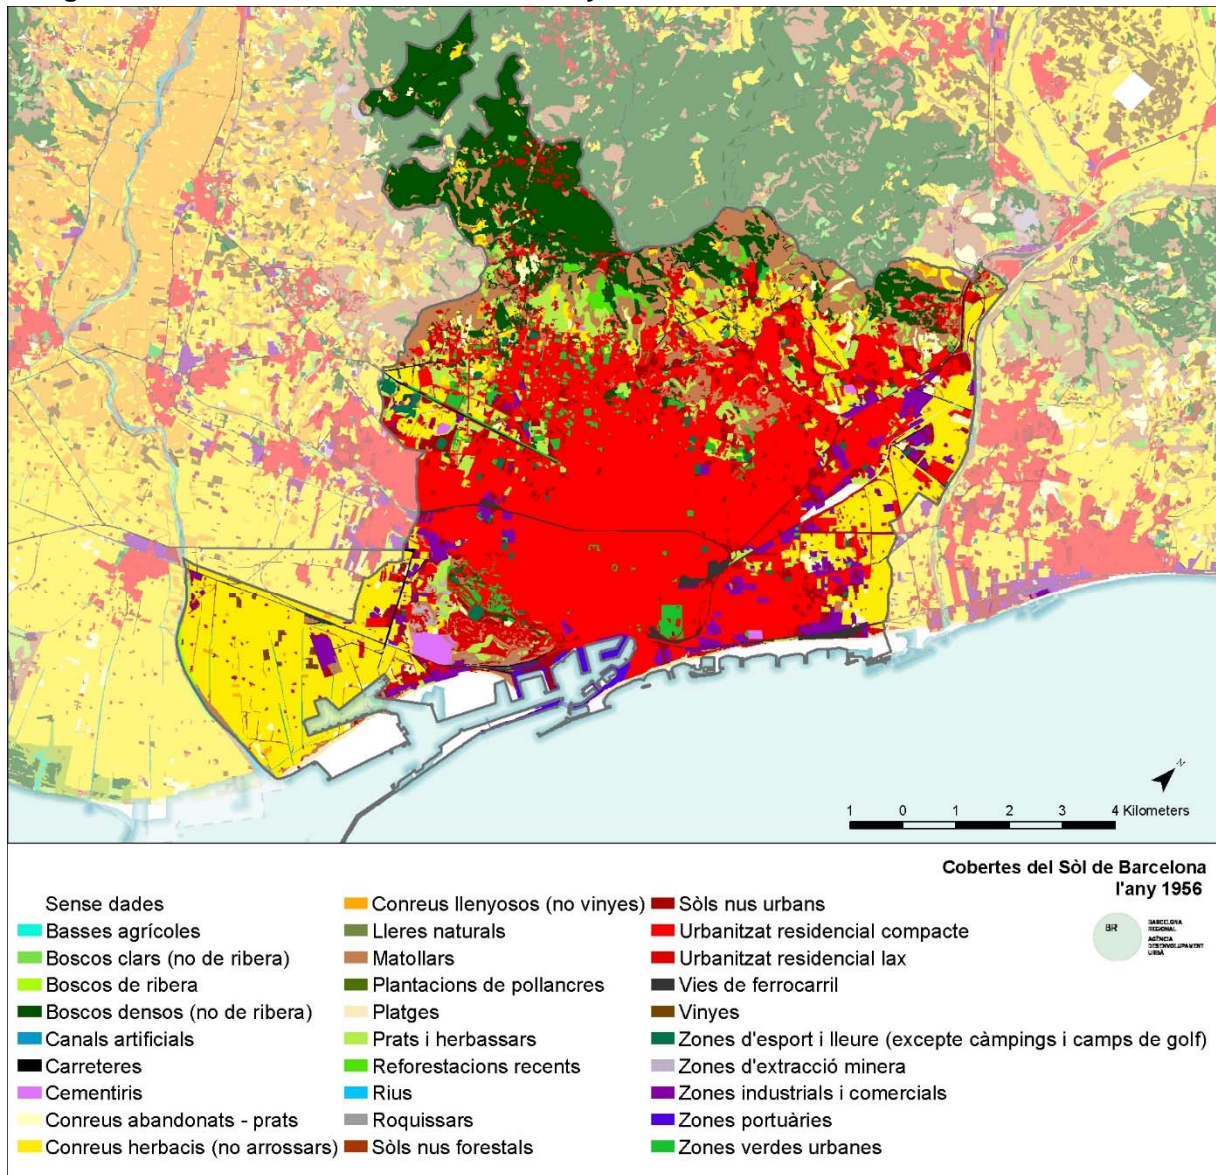 N
1 0 1 2 3 4 Kilometers
Cobertes del Sòl de Barcelona
l'any 1956
BR
BARCELONA
REGIONAL
AGÈNCIA
DESENVOLUPAMENT
URBÀ
Sense dades
Basses agrícoles
Boscos clars (no de ribera)
Boscos de ribera
Boscos densos (no de ribera)
Canals artificials
Carreteres
Cementiris
Conreus abandonats - prats
Conreus herbacis (no arrossars)
Conreus llenyosos (no vinyes)
Lleres naturals
Matollars
Plantacions de pollancres
Platges
Prats i herbassars
Reforestacions recents
Rius
Roquissars
Sòls nus forestals
Sòls nus urbans
Urbanitzat residencial compacte
Urbanitzat residencial lax
Vies de ferrocarril
Vinyes
Zones d'esport i lleure (excepte càmpings i camps de golf)
Zones d'extracció minera
Zones industrials i comercials
Zones portuàries
Zones verdes urbanes